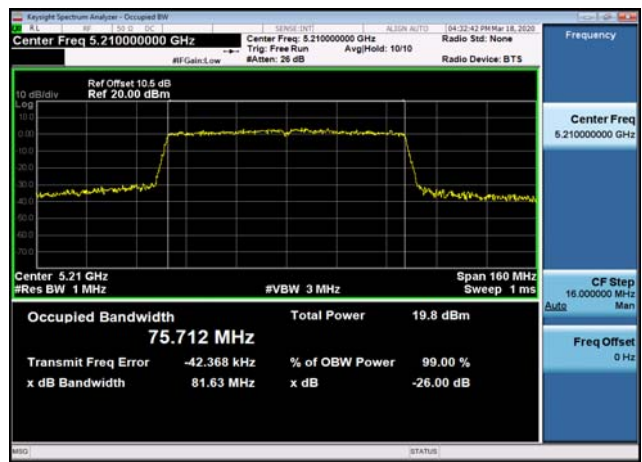 Keysight Spectrum Analyzer - Occupied BW
RL RF 50 Ω DC SENSE:INT ALIGN AUTO 04:32:42 PM Mar 18, 2020
Center Freq 5.210000000 GHz Center Freq: 5.210000000 GHz Radio Std: None Frequency
Trig: Free Run Avg|Hold: 10/10
#IFGain:Low #Atten: 26 dB Radio Device: BTS
Ref Offset 10.5 dB
10 dB/div Ref 20.00 dBm
Log
10.0
0.00
-10.0
-20.0
-30.0
-40.0
-50.0
-60.0
-70.0
Center Freq
5.210000000 GHz
Center 5.21 GHz Span 160 MHz
#Res BW 1 MHz #VBW 3 MHz Sweep 1 ms
CF Step
16.000000 MHz
Auto Man
Occupied Bandwidth Total Power 19.8 dBm
75.712 MHz
Freq Offset
0 Hz
Transmit Freq Error -42.368 kHz % of OBW Power 99.00 %
x dB Bandwidth 81.63 MHz x dB -26.00 dB
MSG STATUS